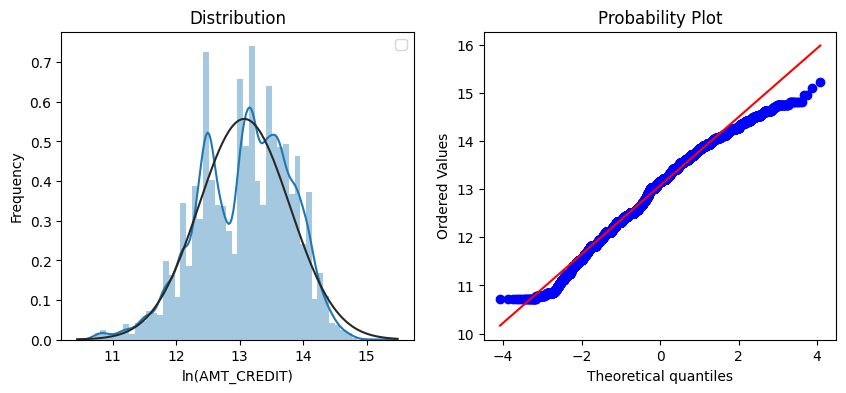 Distribution
Frequency
0.7
0.6
0.5
0.4
0.3
0.2
0.1
0.0
11 12 13 14 15
ln(AMT_CREDIT)
Probability Plot
Ordered Values
16
15
14
13
12
11
10
−4 −2 0 2 4
Theoretical quantiles